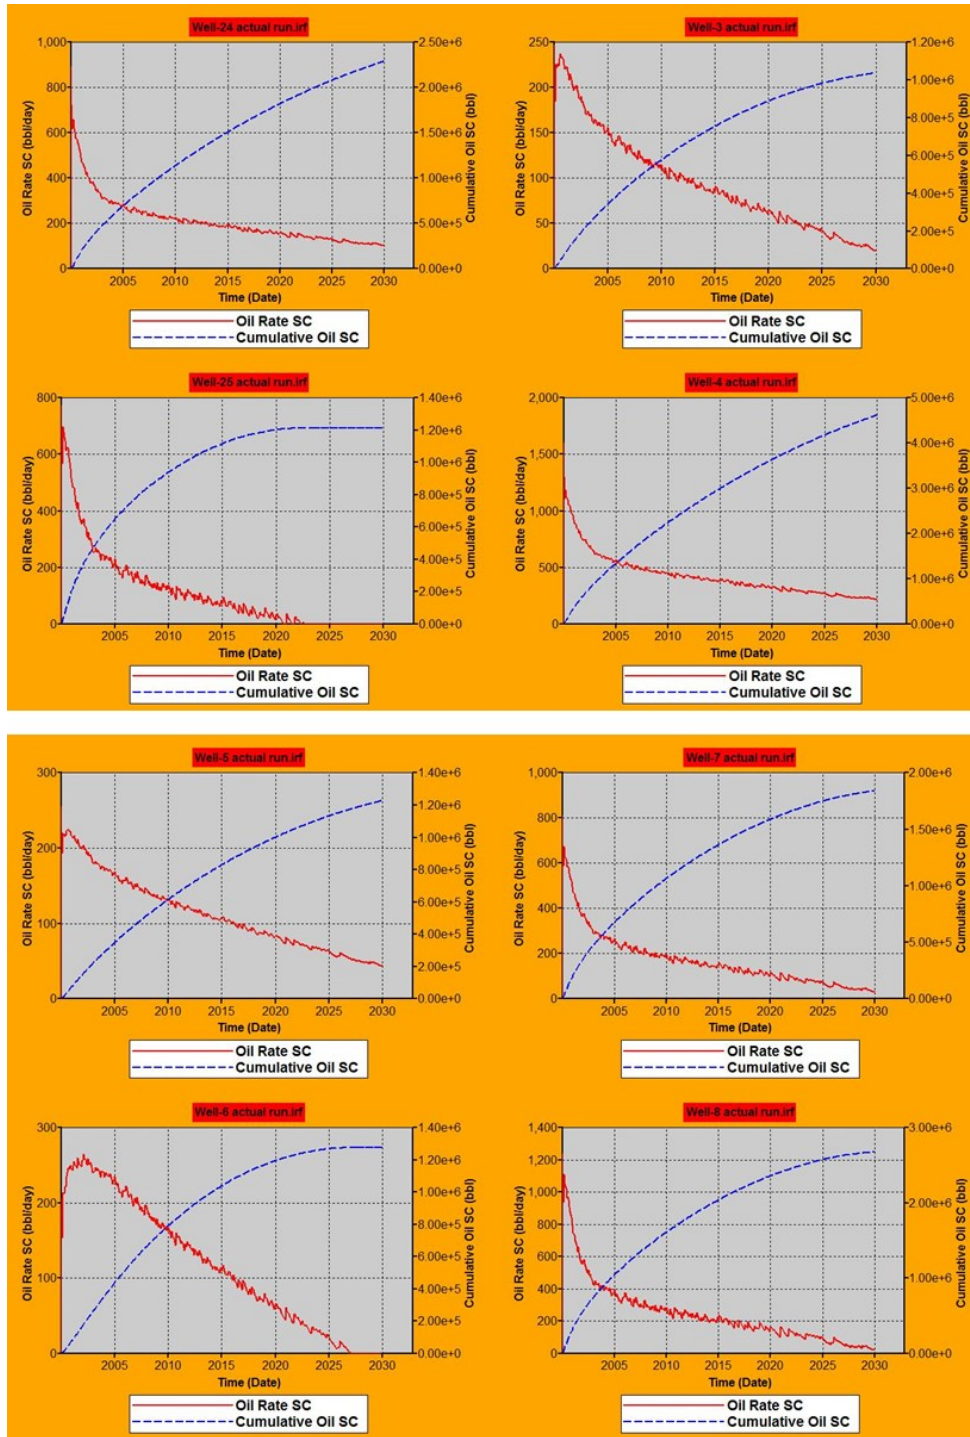 Well-24 actual run.irf
1,000
800
600
400
200
0
2.50e+6
2.00e+6
1.50e+6
1.00e+6
5.00e+5
0.00e+0
Oil Rate SC (bbl/day)
Cumulative Oil SC (bbl)
2005 2010 2015 2020 2025 2030
Time (Date)
Oil Rate SC
Cumulative Oil SC
Well-3 actual run.irf
250
200
150
100
50
0
1.20e+6
1.00e+6
8.00e+5
6.00e+5
4.00e+5
2.00e+5
0.00e+0
Oil Rate SC (bbl/day)
Cumulative Oil SC (bbl)
2005 2010 2015 2020 2025 2030
Time (Date)
Oil Rate SC
Cumulative Oil SC
Well-25 actual run.irf
800
600
400
200
0
1.40e+6
1.20e+6
1.00e+6
8.00e+5
6.00e+5
4.00e+5
2.00e+5
0.00e+0
Oil Rate SC (bbl/day)
Cumulative Oil SC (bbl)
2005 2010 2015 2020 2025 2030
Time (Date)
Oil Rate SC
Cumulative Oil SC
Well-4 actual run.irf
2,000
1,500
1,000
500
0
5.00e+6
4.00e+6
3.00e+6
2.00e+6
1.00e+6
0.00e+0
Oil Rate SC (bbl/day)
Cumulative Oil SC (bbl)
2005 2010 2015 2020 2025 2030
Time (Date)
Oil Rate SC
Cumulative Oil SC
Well-5 actual run.irf
300
200
100
0
1.40e+6
1.20e+6
1.00e+6
8.00e+5
6.00e+5
4.00e+5
2.00e+5
0.00e+0
Oil Rate SC (bbl/day)
Cumulative Oil SC (bbl)
2005 2010 2015 2020 2025 2030
Time (Date)
Oil Rate SC
Cumulative Oil SC
Well-7 actual run.irf
1,000
800
600
400
200
0
2.00e+6
1.50e+6
1.00e+6
5.00e+5
0.00e+0
Oil Rate SC (bbl/day)
Cumulative Oil SC (bbl)
2005 2010 2015 2020 2025 2030
Time (Date)
Oil Rate SC
Cumulative Oil SC
Well-6 actual run.irf
300
200
100
0
1.40e+6
1.20e+6
1.00e+6
8.00e+5
6.00e+5
4.00e+5
2.00e+5
0.00e+0
Oil Rate SC (bbl/day)
Cumulative Oil SC (bbl)
2005 2010 2015 2020 2025 2030
Time (Date)
Oil Rate SC
Cumulative Oil SC
Well-8 actual run.irf
1,400
1,200
1,000
800
600
400
200
0
3.00e+6
2.00e+6
1.00e+6
0.00e+0
Oil Rate SC (bbl/day)
Cumulative Oil SC (bbl)
2005 2010 2015 2020 2025 2030
Time (Date)
Oil Rate SC
Cumulative Oil SC